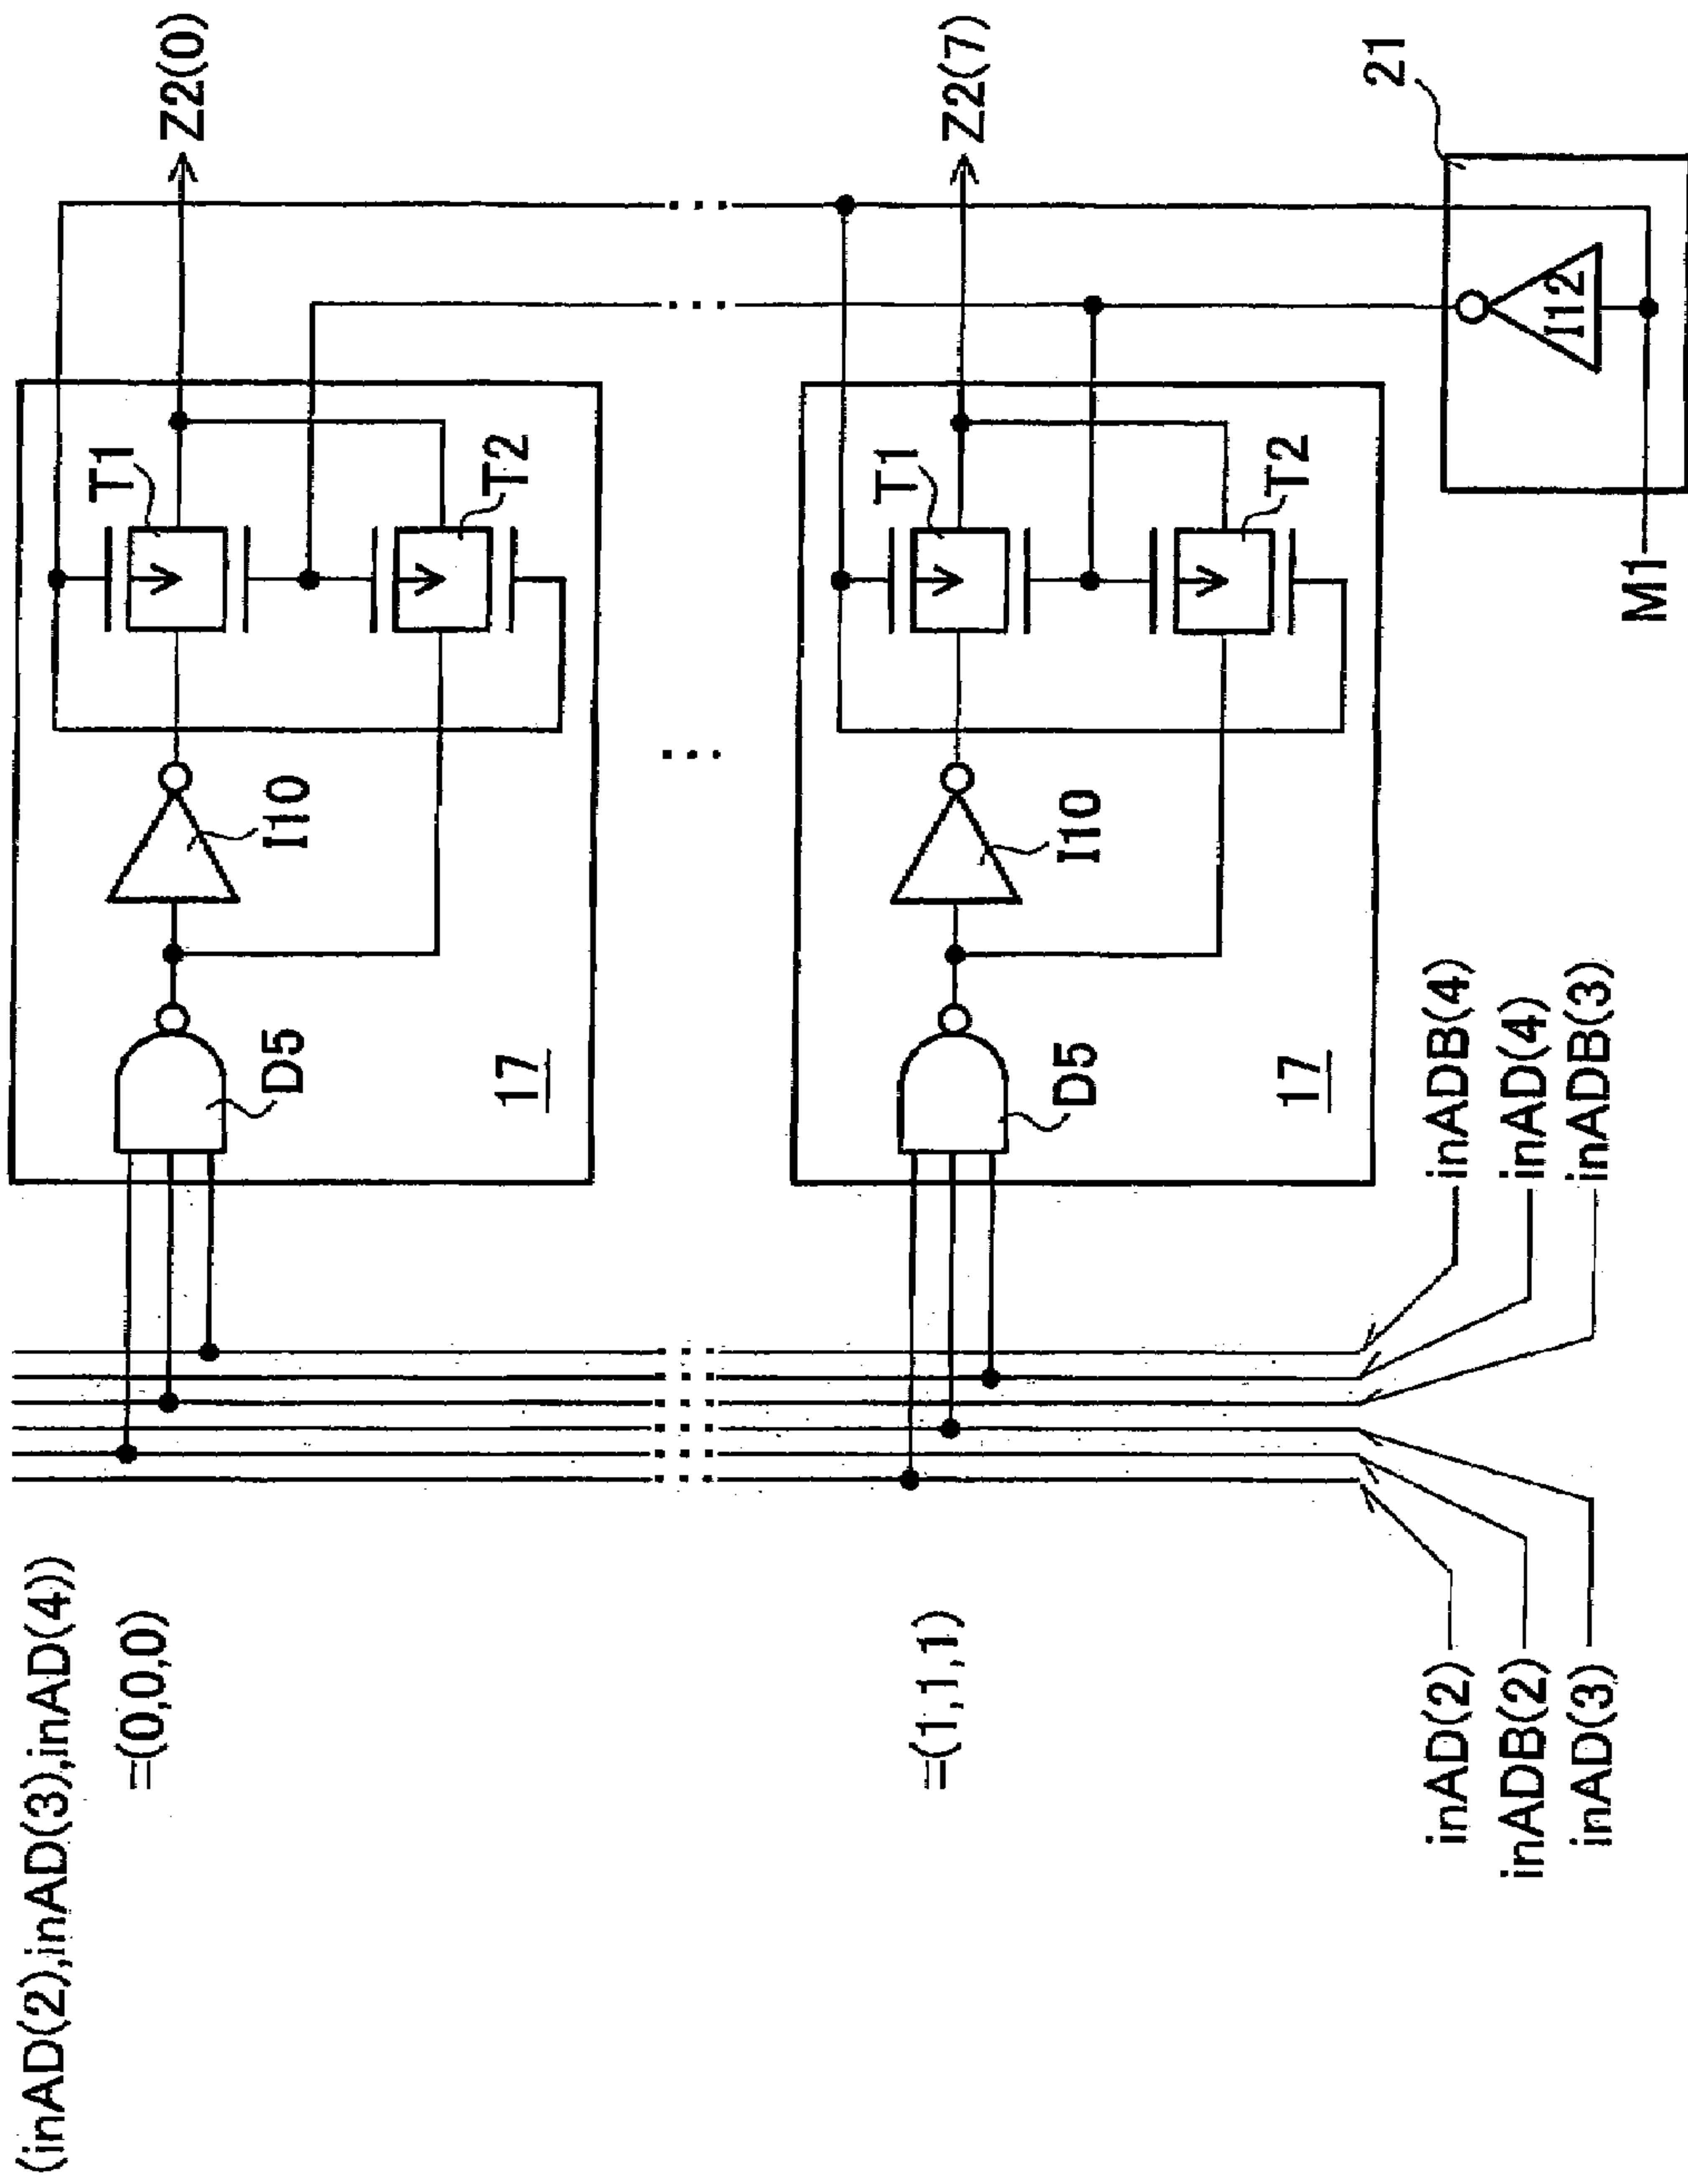 (inAD(2),inAD(3),inAD(4))
=(0,0,0)
D5
I10
T1
T2
17
Z2(0)
=(1,1,1)
D5
I10
T1
T2
17
Z2(7)
inAD(2)
inADB(2)
inAD(3)
inADB(4)
inAD(4)
inADB(3)
M1
I12
21